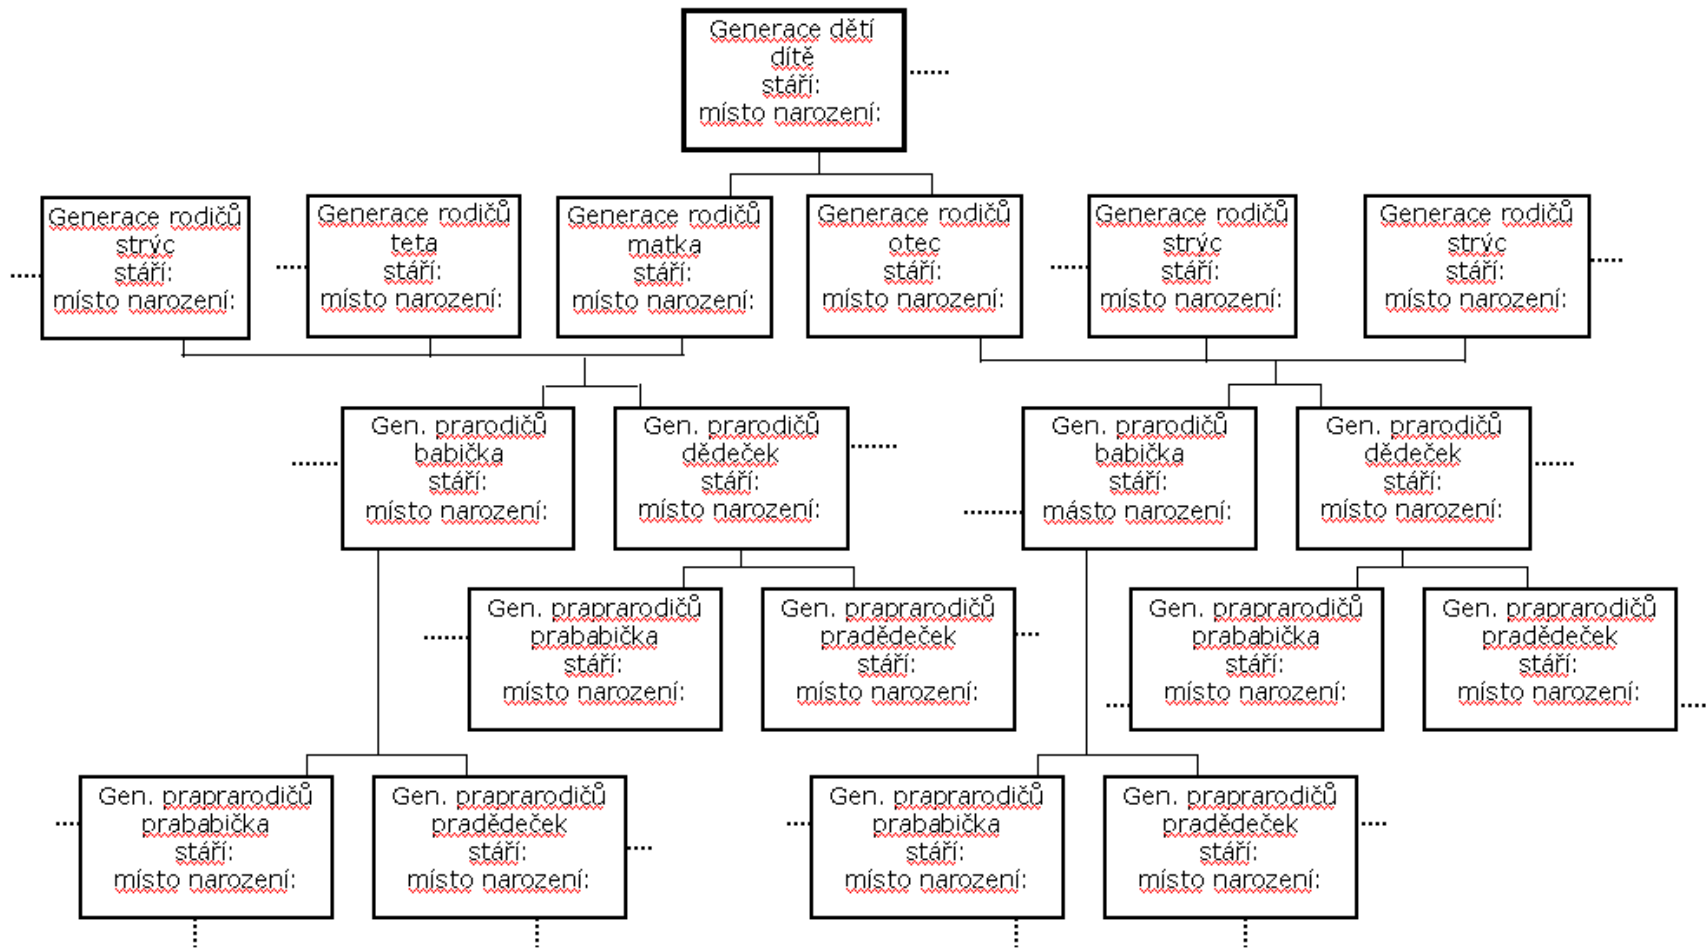 Generace dětí
dítě
stáří:
místo narození:
Generace rodičů
strýc
stáří:
místo narození:
Generace rodičů
teta
stáří:
místo narození:
Generace rodičů
matka
stáří:
místo narození:
Generace rodičů
otec
stáří:
místo narození:
Generace rodičů
strýc
stáří:
místo narození:
Generace rodičů
strýc
stáří:
místo narození:
Gen. prarodičů
babička
stáří:
místo narození:
Gen. prarodičů
dědeček
stáří:
místo narození:
Gen. prarodičů
babička
stáří:
másto narození:
Gen. prarodičů
dědeček
stáří:
místo narození:
Gen. praprarodičů
prababička
stáří:
místo narození:
Gen. praprarodičů
pradědeček
stáří:
místo narození:
Gen. praprarodičů
prababička
stáří:
místo narození:
Gen. praprarodičů
pradědeček
stáří:
místo narození:
Gen. praprarodičů
prababička
stáří:
místo narození:
Gen. praprarodičů
pradědeček
stáří:
místo narození:
Gen. praprarodičů
prababička
stáří:
místo narození:
Gen. praprarodičů
pradědeček
stáří:
místo narození: